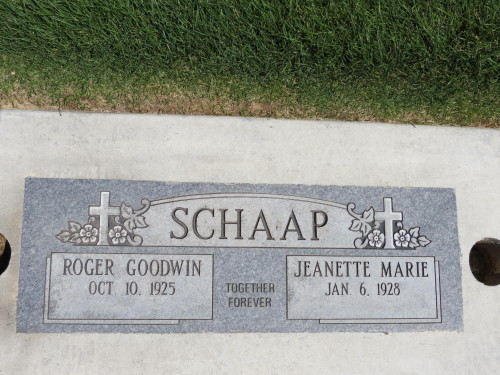 SCHAAP
ROGER GOODWIN
OCT 10, 1925
TOGETHER
FOREVER
JEANETTE MARIE
JAN. 6, 1928